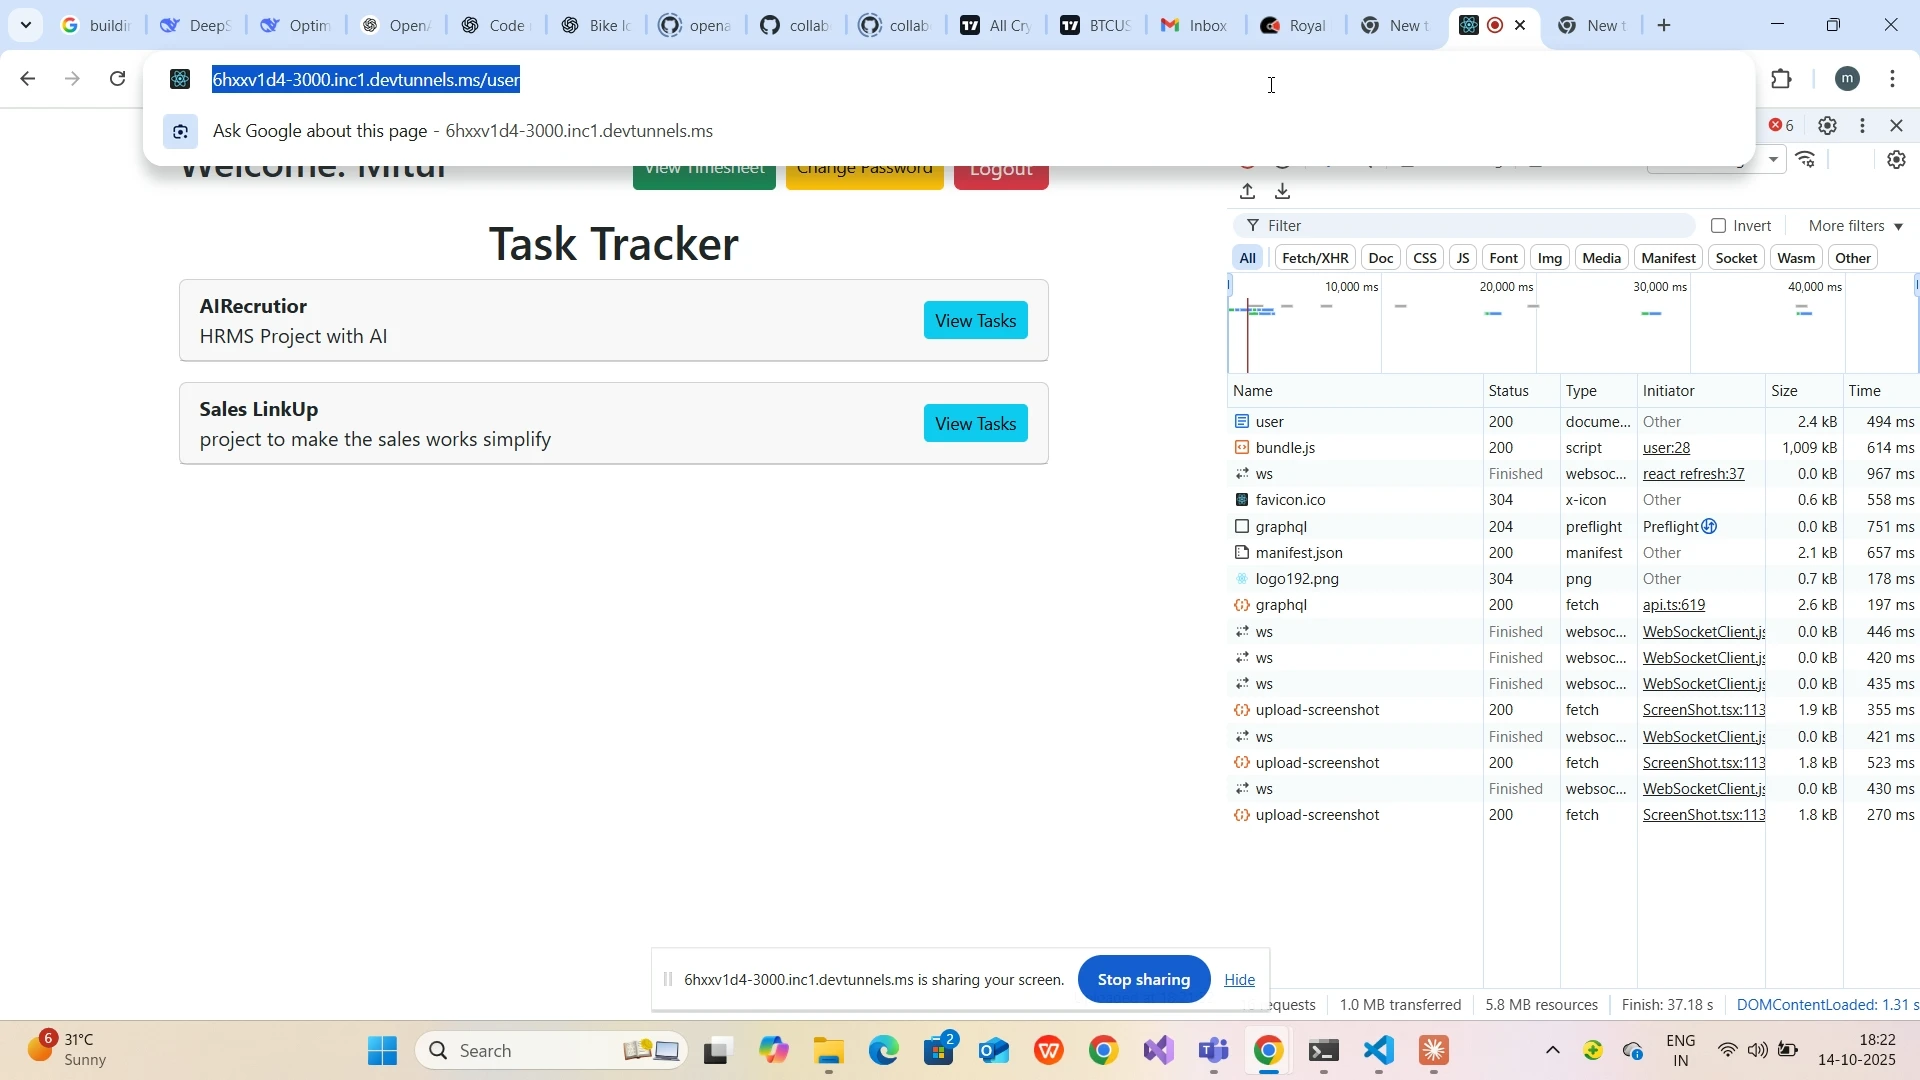 buildin
DeepS
Optim
OpenA
Code
Bike lo
opena
collab
collab
All Cry
BTCUS
Inbox
Royal
New t
New t
6hxxv1d4-3000.inc1.devtunnels.ms/user
m
Ask Google about this page - 6hxxv1d4-3000.inc1.devtunnels.ms
6
Welcome: Mitul
View Timesheet
Change Password
Logout
Task Tracker
AIRecrutior
HRMS Project with AI
View Tasks
Sales LinkUp
project to make the sales works simplify
View Tasks
Filter
Invert
More filters
All
Fetch/XHR
Doc
CSS
JS
Font
Img
Media
Manifest
Socket
Wasm
Other
10,000 ms
20,000 ms
30,000 ms
40,000 ms
Name Status Type Initiator Size Time
user 200 docume... Other 2.4 kB 494 ms
bundle.js 200 script user:28 1,009 kB 614 ms
ws Finished websoc... react refresh:37 0.0 kB 967 ms
favicon.ico 304 x-icon Other 0.6 kB 558 ms
graphql 204 preflight Preflight 0.0 kB 751 ms
manifest.json 200 manifest Other 2.1 kB 657 ms
logo192.png 304 png Other 0.7 kB 178 ms
graphql 200 fetch api.ts:619 2.6 kB 197 ms
ws Finished websoc... WebSocketClient.js 0.0 kB 446 ms
ws Finished websoc... WebSocketClient.js 0.0 kB 420 ms
ws Finished websoc... WebSocketClient.js 0.0 kB 435 ms
upload-screenshot 200 fetch ScreenShot.tsx:113 1.9 kB 355 ms
ws Finished websoc... WebSocketClient.js 0.0 kB 421 ms
upload-screenshot 200 fetch ScreenShot.tsx:113 1.8 kB 523 ms
ws Finished websoc... WebSocketClient.js 0.0 kB 430 ms
upload-screenshot 200 fetch ScreenShot.tsx:113 1.8 kB 270 ms
6hxxv1d4-3000.inc1.devtunnels.ms is sharing your screen.
Stop sharing
Hide
equests
1.0 MB transferred
5.8 MB resources
Finish: 37.18 s
DOMContentLoaded: 1.31 s
6
31°C
Sunny
Search
2
ENG
IN
18:22
14-10-2025